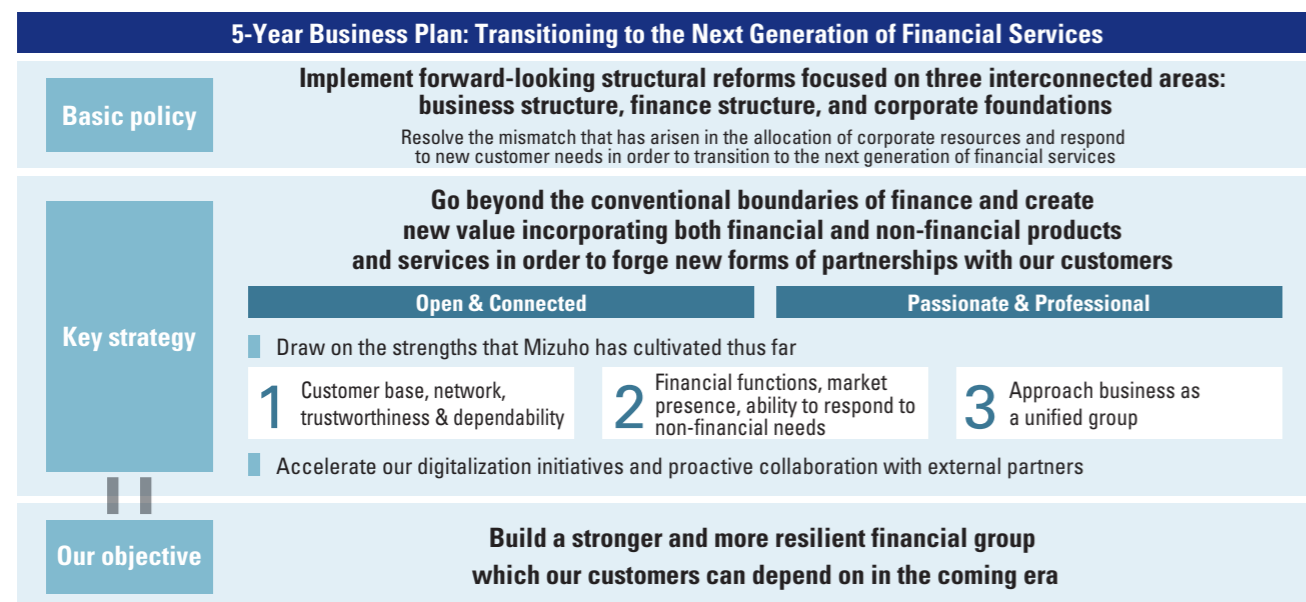 5-Year Business Plan: Transitioning to the Next Generation of Financial Services
Basic policy
Implement forward-looking structural reforms focused on three interconnected areas:
business structure, finance structure, and corporate foundations
Resolve the mismatch that has arisen in the allocation of corporate resources and respond
to new customer needs in order to transition to the next generation of financial services
Key strategy
Go beyond the conventional boundaries of finance and create
new value incorporating both financial and non-financial products
and services in order to forge new forms of partnerships with our customers
Open & Connected
Passionate & Professional
Draw on the strengths that Mizuho has cultivated thus far
1
Customer base, network,
trustworthiness & dependability
2
Financial functions, market
presence, ability to respond to
non-financial needs
3
Approach business as
a unified group
Accelerate our digitalization initiatives and proactive collaboration with external partners
Our objective
Build a stronger and more resilient financial group
which our customers can depend on in the coming era